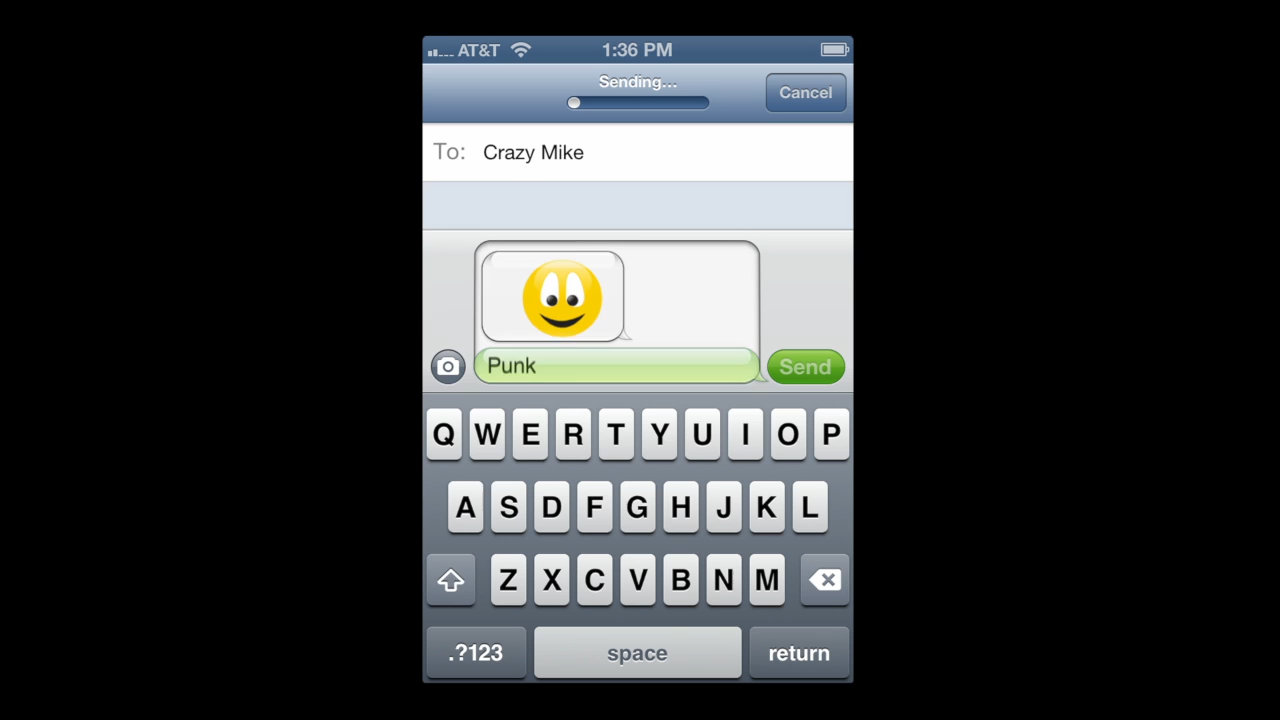 AT&T 1:36 PM
Sending...
Cancel
To: Crazy Mike
Punk
Send
Q W E R T Y U I O P
A S D F G H J K L
Z X C V B N M
.?123 space return